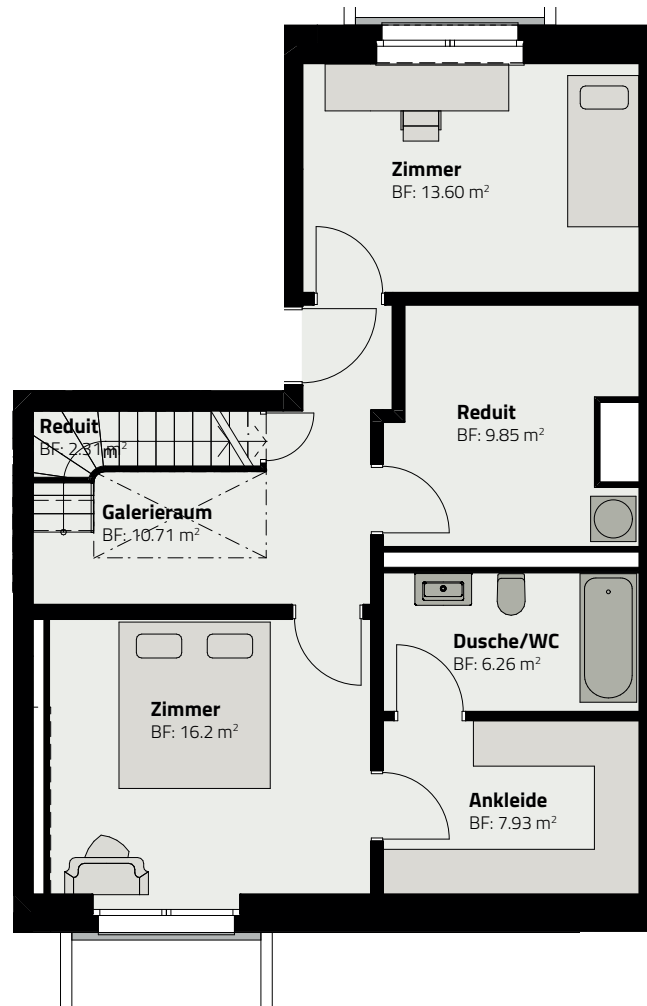 Zimmer
BF: 13.60 m²
Reduit
BF: 2.31 m²
Reduit
BF: 9.85 m²
Galerieraum
BF: 10.71 m²
Dusche/WC
BF: 6.26 m²
Zimmer
BF: 16.2 m²
Ankleide
BF: 7.93 m²